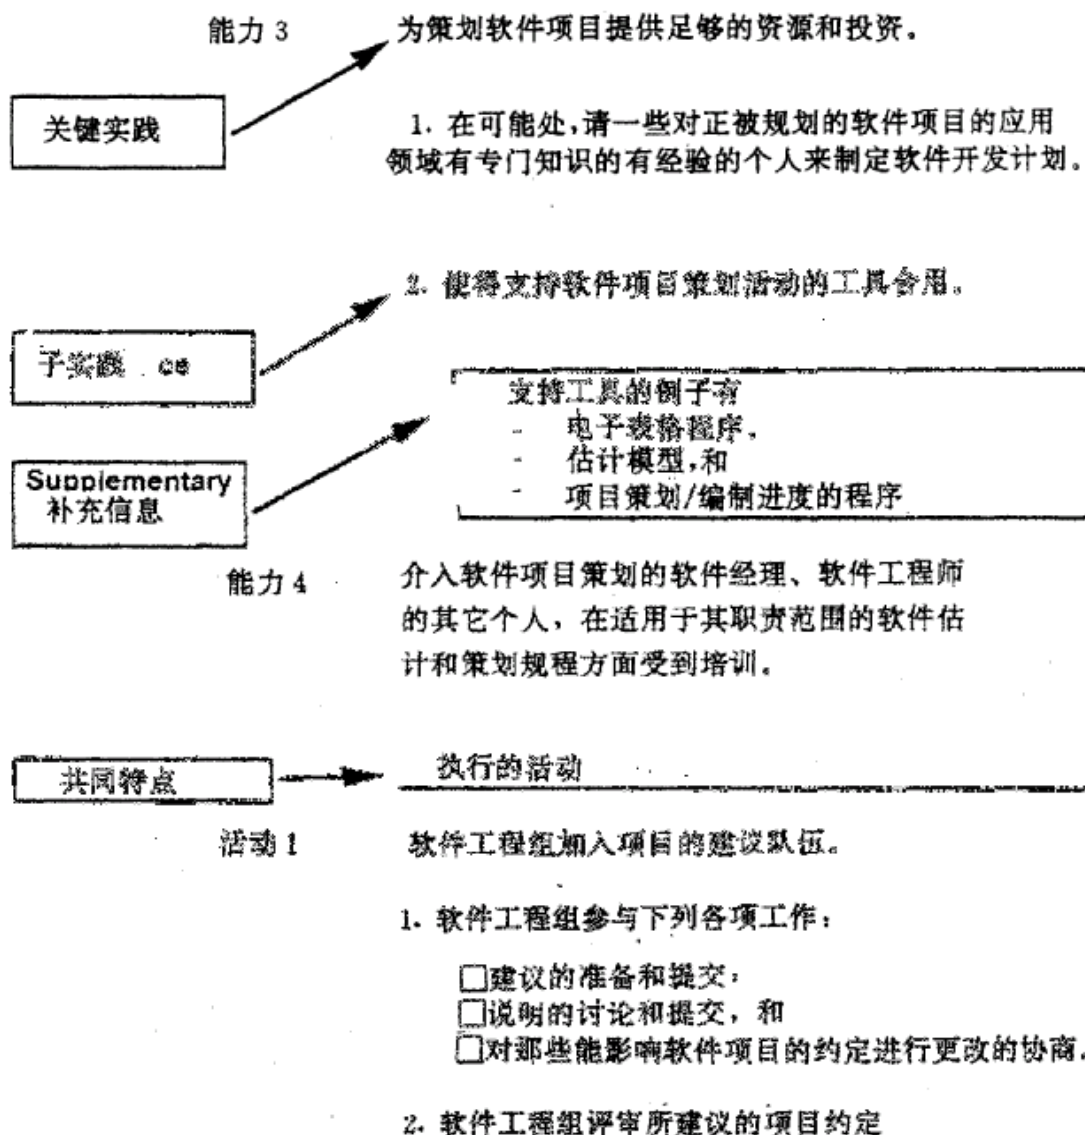 能力 3
为策划软件项目提供足够的资源和投资。
关键实践
1. 在可能处,请一些对正被规划的软件项目的应用
领域有专门知识的有经验的个人来制定软件开发计划。
2. 使得支持软件项目策划活动的工具合用。
子实践 ce
支持工具的例子有
- 电子表格程序,
- 估计模型,和
- 项目策划/编制进度的程序
Supplementary
补充信息
能力 4
介入软件项目策划的软件经理、软件工程师
的其它个人，在适用于其职责范围的软件估
计和策划规程方面受到培训。
共同特点
执行的活动
活动 1
软件工程组加入项目的建议队伍。
1. 软件工程组参与下列各项工作：
□建议的准备和提交；
□说明的讨论和提交，和
□对那些能影响软件项目的约定进行更改的协商。
2. 软件工程组评审所建议的项目约定